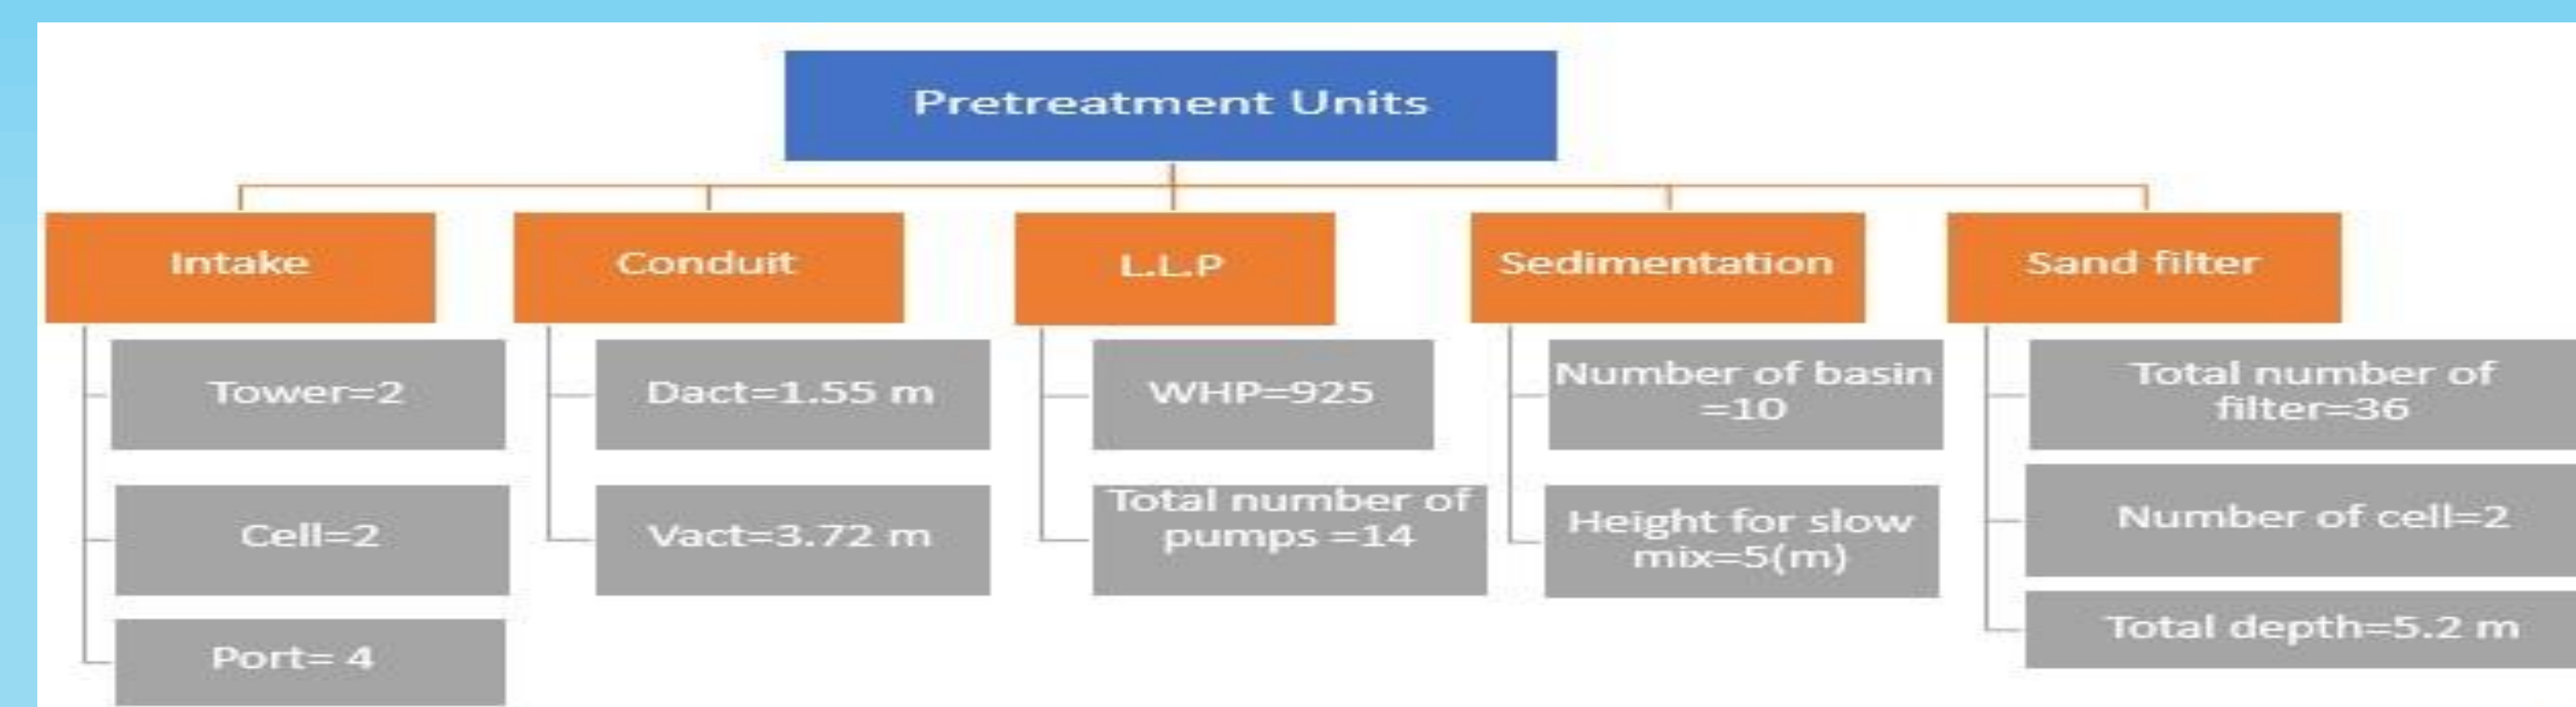 Pretreatment Units
Intake
Tower=2
Cell=2
Port= 4
Conduit
Dact=1.55 m
Vact=3.72 m
L.L.P
WHP=925
Total number of
pumps =14
Sedimentation
Number of basin
=10
Height for slow
mix=5(m)
Sand filter
Total number of
filter=36
Number of cell=2
Total depth=5.2 m